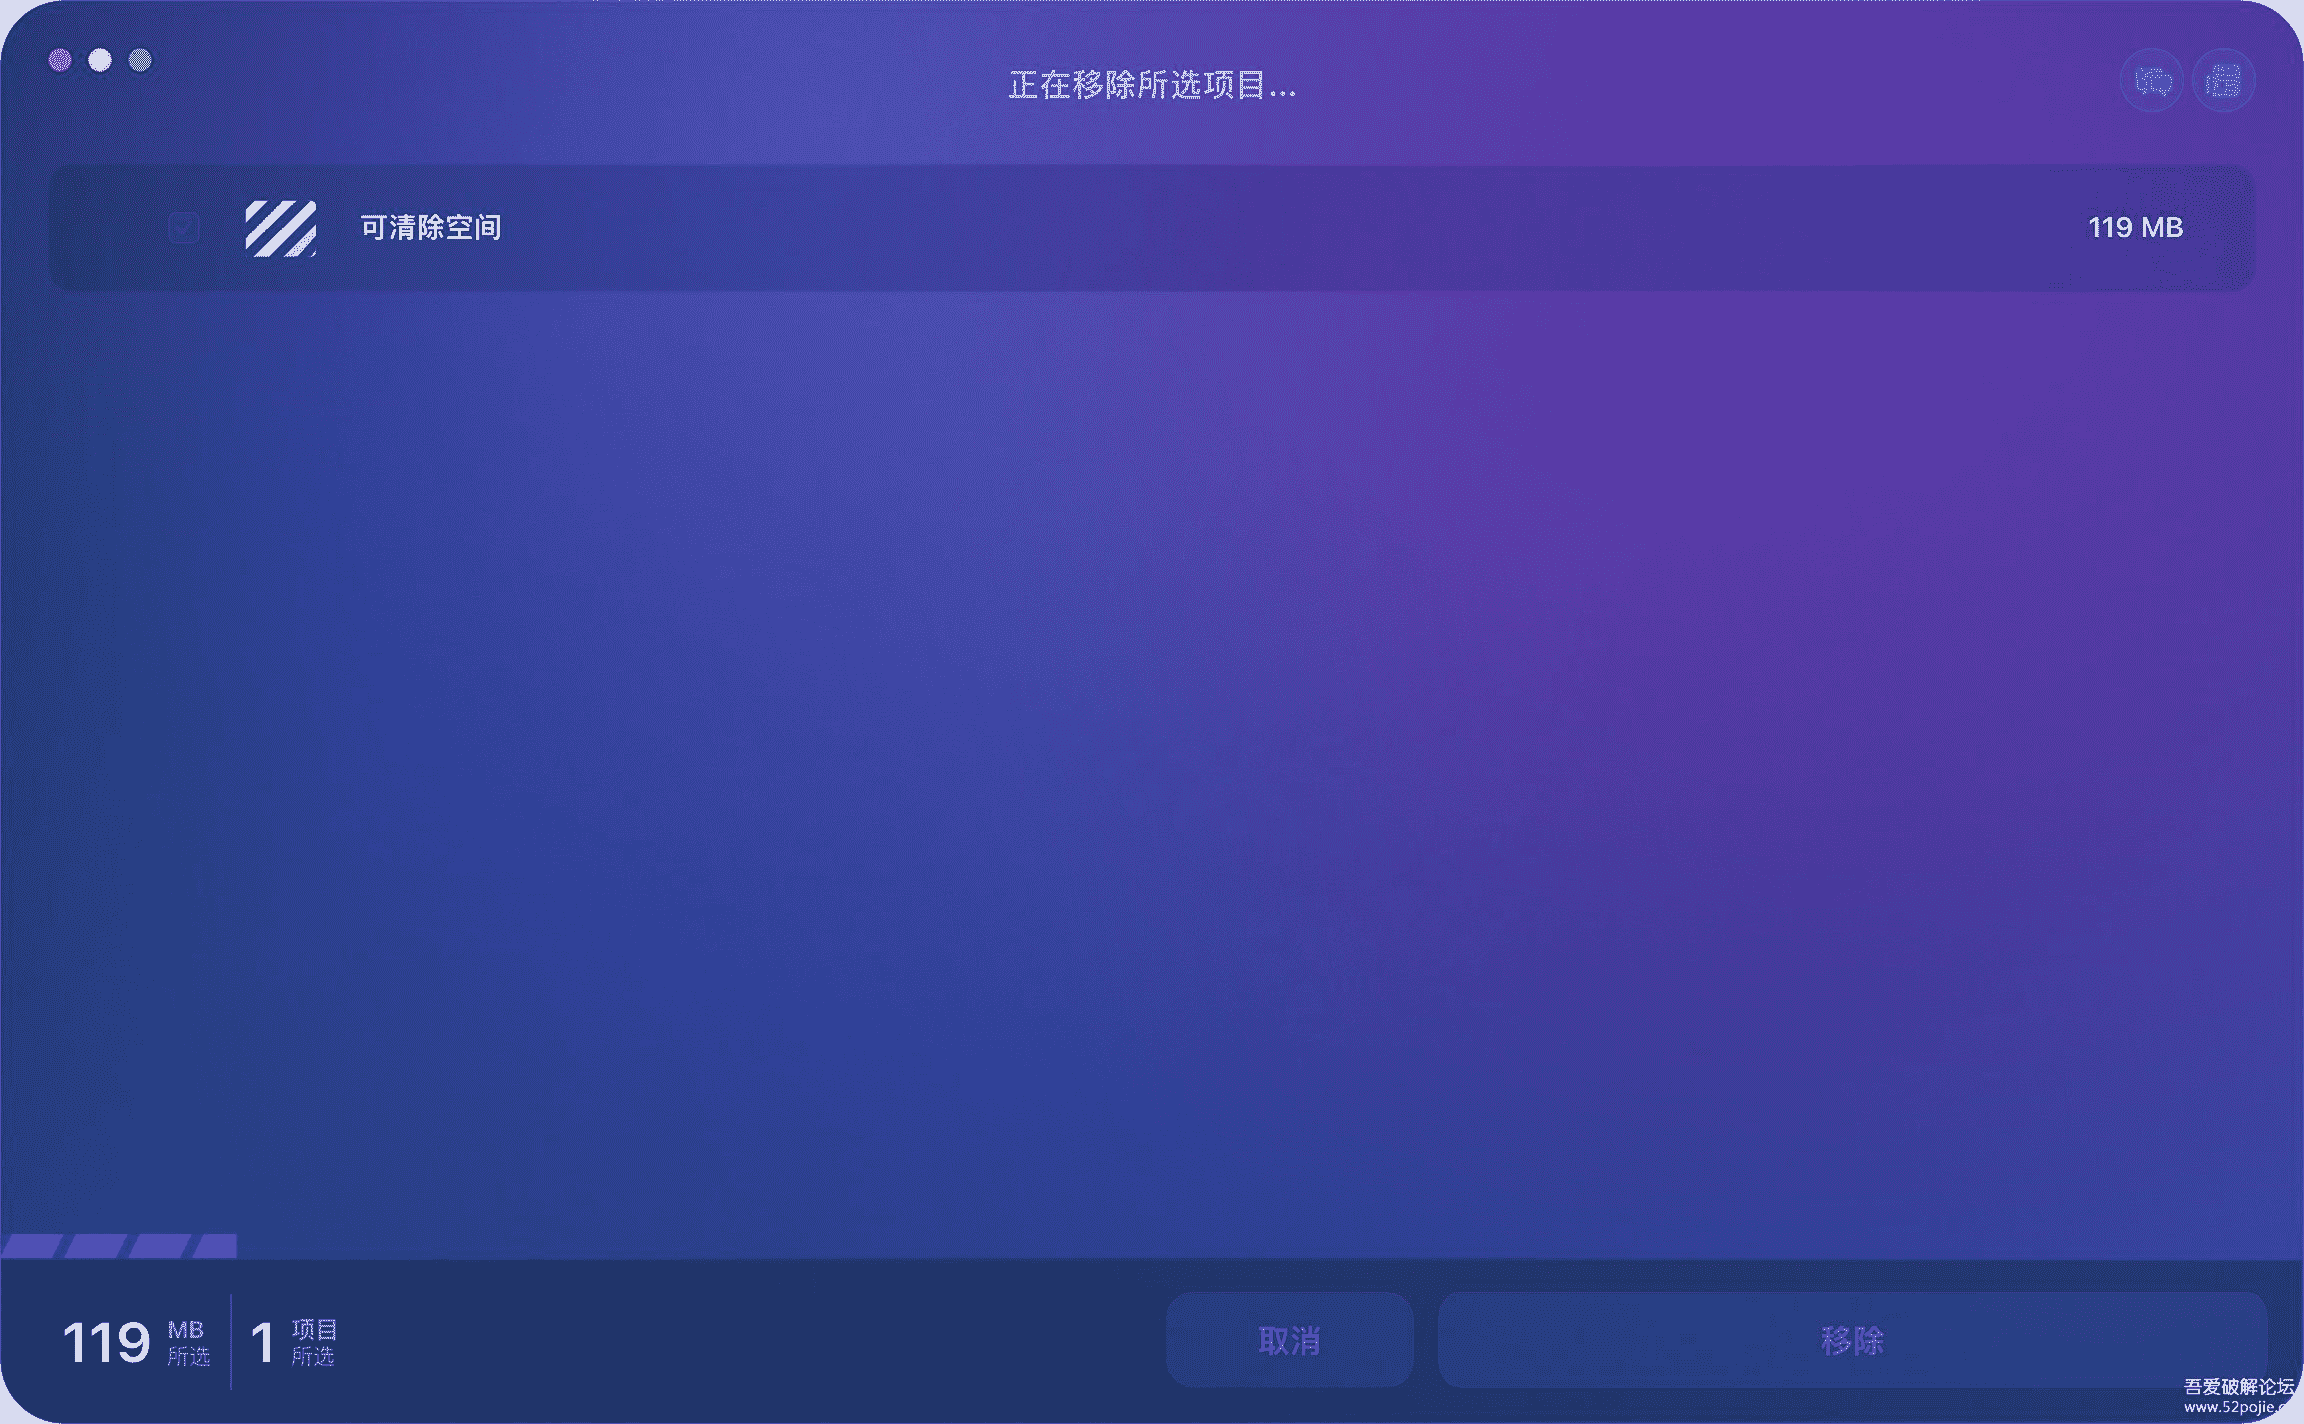 正在移除所选项目...
可清除空间
119 MB
119 MB 所选
1 项目 所选
取消
移除
吾爱破解论坛
www.52pojie.c